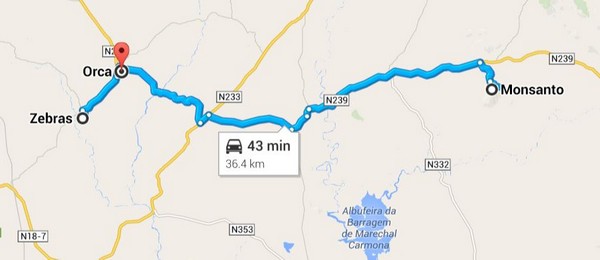 N2
N239
Orca
Monsanto
N233
N239
Zebras
43 min
36.4 km
N332
Albufeira da
Barragem
de Marechal
Carmona
N353
N18-7